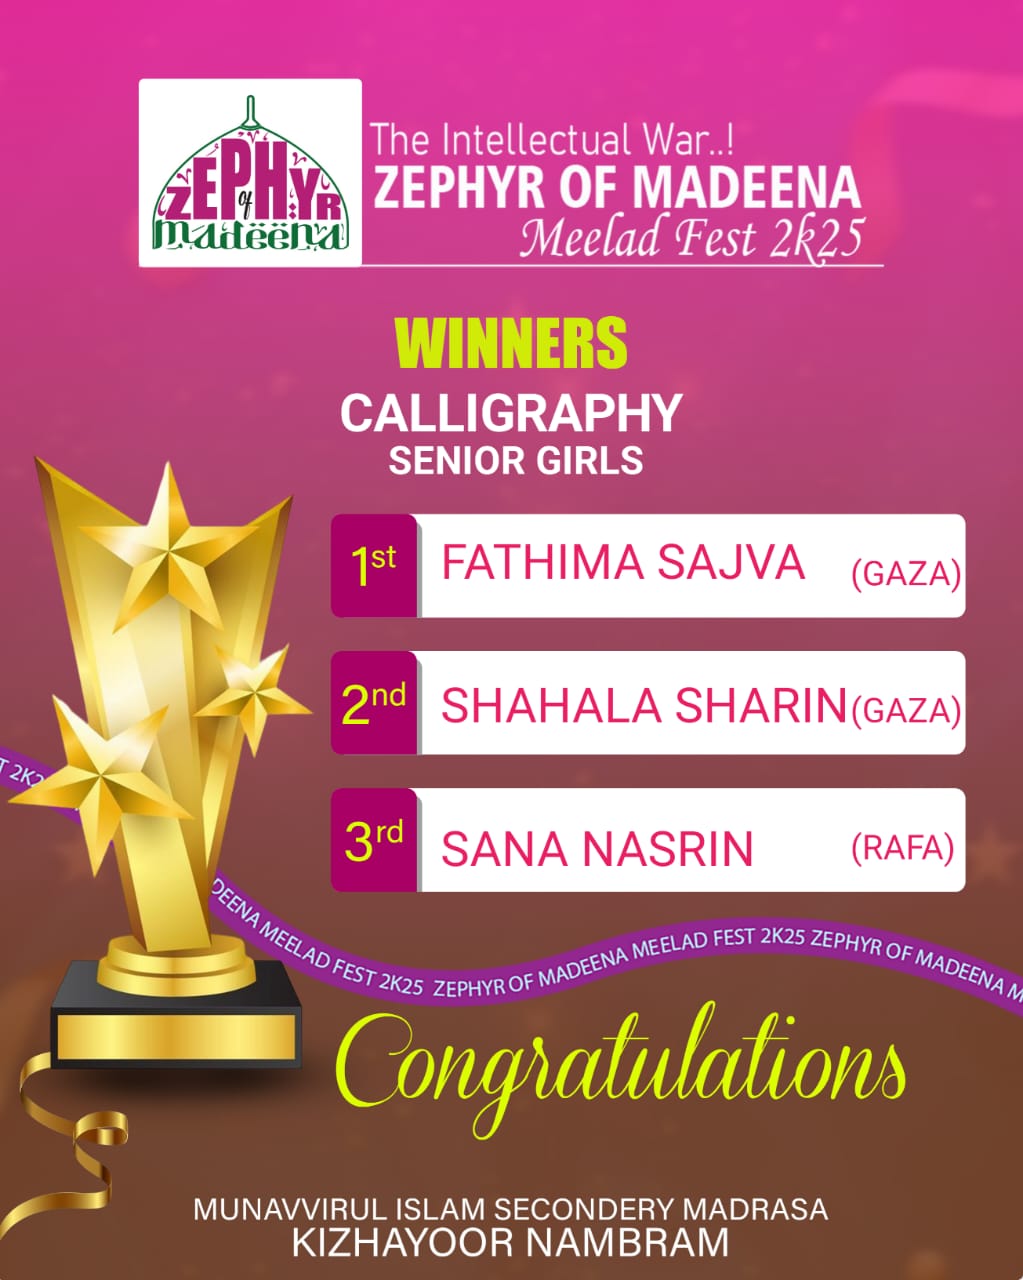 ZEPHYR
of
madëëna
The Intellectual War..!
ZEPHYR OF MADEENA
Meelad Fest 2k25
WINNERS
CALLIGRAPHY
SENIOR GIRLS
1st FATHIMA SAJVA (GAZA)
2nd SHAHALA SHARIN (GAZA)
3rd SANA NASRIN (RAFA)
T 2K2
DEENA MEELAD FEST 2K25 ZEPHYR OF MADEENA MEELAD FEST 2K25 ZEPHYR OF MADEENA M
Congratulations
MUNAVVIRUL ISLAM SECONDERY MADRASA
KIZHAYOOR NAMBRAM